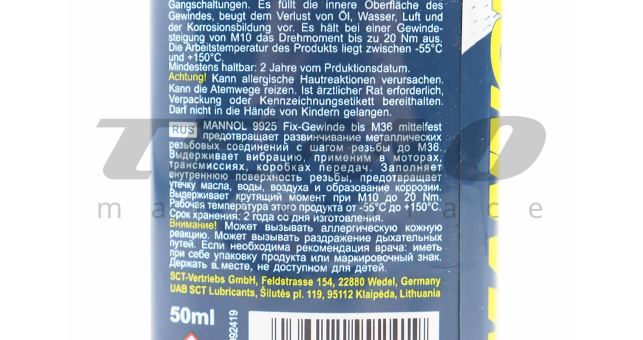 Gangschaltungen. Es füllt die innere Oberfläche des
Gewindes, beugt dem Verlust von Öl, Wasser, Luft und
der Korrosionsbildung vor. Es hält bei einer Gewinde-
steigung von M10 das Drehmoment bis zu 20 Nm aus.
Die Arbeitstemperatur des Produkts liegt zwischen -55°C
und +150°C.
Mindestens haltbar: 2 Jahre vom Prduktionsdatum.
Achtung! Kann allergische Hautreaktionen verursachen.
Kann die Atemwege reizen. Ist ärztlicher Rat erforderlich,
Verpackung oder Kennzeichnungsetikett bereithalten.
Darf nicht in die Hände von Kindern gelangen.
RUS MANNOL 9925 Fix-Gewinde bis M36 mittelfest
предотвращает развинчивание металлических
резьбовых соединений с шагом резьбы до М36.
Выдерживает вибрацию, применим в моторах,
трансмиссиях, коробках передач. Заполняет
внутреннюю поверхность резьбы, предотвращает
утечку масла, воды, воздуха и образование коррозии.
Выдерживает крутящий момент при М10 до 20 Nm.
Рабочая температура этого продукта от -55°С до +150°С.
Срок хранения: 2 года со дня изготовления.
Внимание! Может вызывать аллергическую кожную
реакцию. Может вызывать раздражение дыхательных
путей. Если необходима рекомендация врача: иметь
при себе упаковку продукта или маркировочный знак.
Держать в месте, не доступном для детей.
SCT-Vertriebs GmbH, Feldstrasse 154, 22880 Wedel, Germany
UAB SCT Lubricants, Šilutės pl. 119, 95112 Klaipėda, Lithuania
50ml
092419